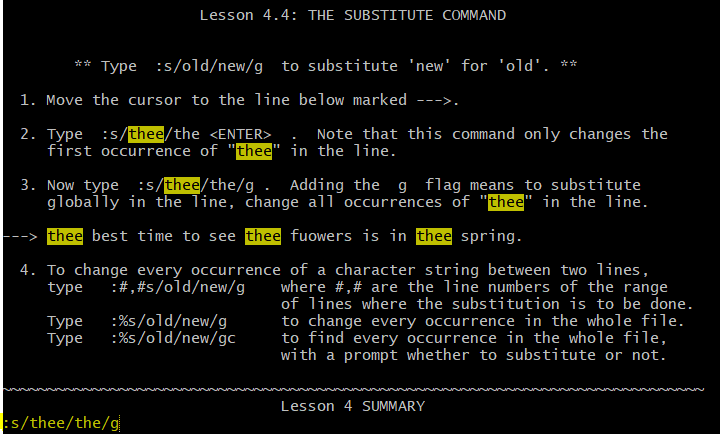 Lesson 4.4: THE SUBSTITUTE COMMAND
** Type :s/old/new/g to substitute 'new' for 'old'. **
1. Move the cursor to the line below marked --->.
2. Type :s/thee/the <ENTER> . Note that this command only changes the
first occurrence of "thee" in the line.
3. Now type :s/thee/the/g . Adding the g flag means to substitute
globally in the line, change all occurrences of "thee" in the line.
---> thee best time to see thee fuowers is in thee spring.
4. To change every occurrence of a character string between two lines,
type :#,#s/old/new/g where #,# are the line numbers of the range
of lines where the substitution is to be done.
Type :%s/old/new/g to change every occurrence in the whole file.
Type :%s/old/new/gc to find every occurrence in the whole file,
with a prompt whether to substitute or not.
~~~~~~~~~~~~~~~~~~~~~~~~~~~~~~~~~~~~~~~~~~~~~~~~~~~~~~~~~~~~~~~~~~~~~~~~~~~~~~
Lesson 4 SUMMARY
:s/thee/the/g